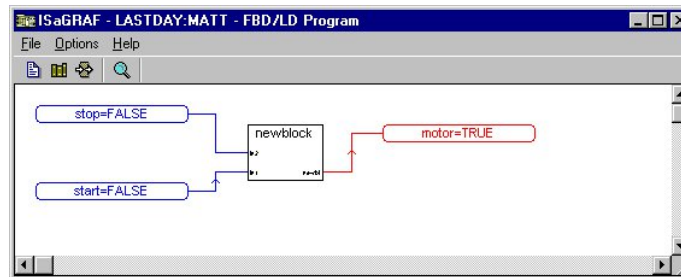 ISaGRAF - LASTDAY:MATT - FBD/LD Program
File Options Help
stop=FALSE
newblock
motor=TRUE
start=FALSE